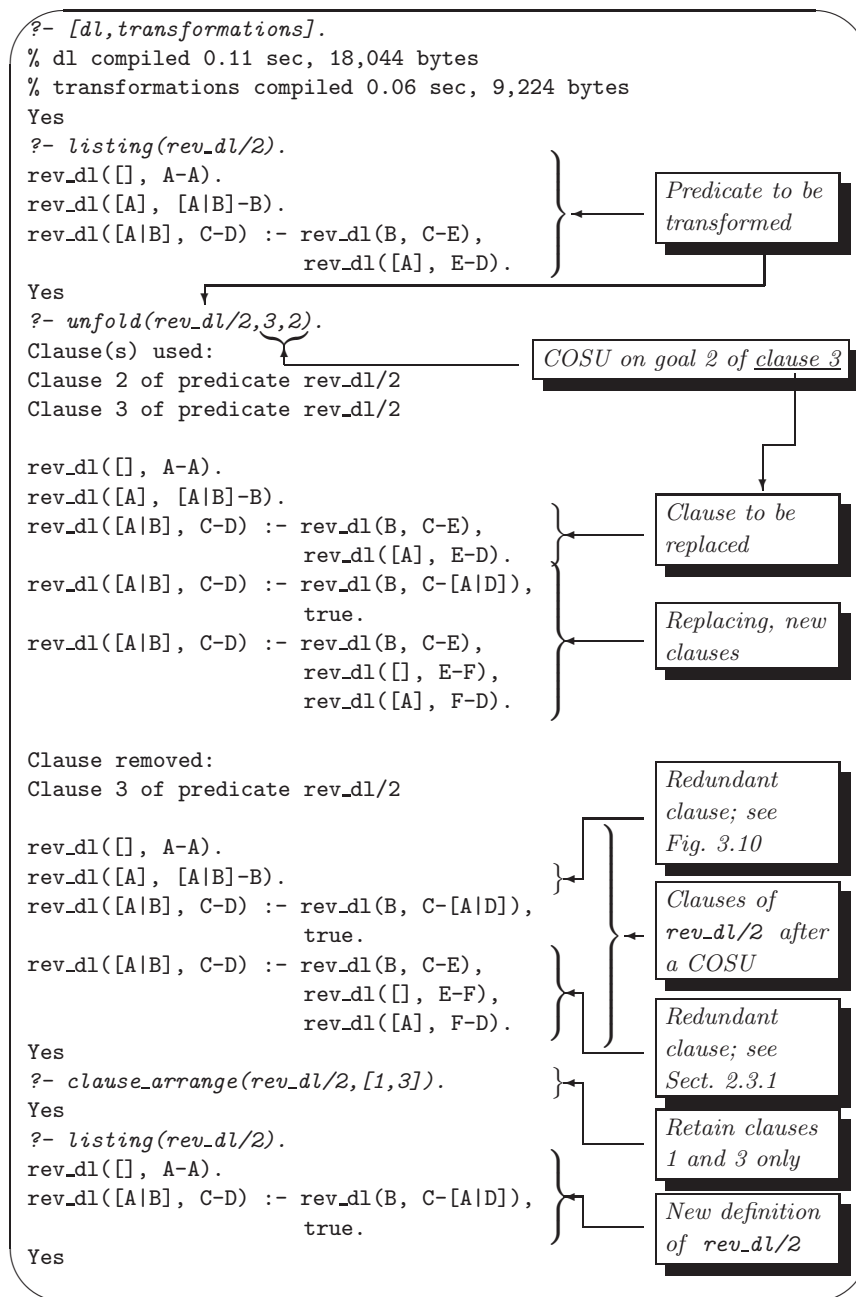 ?- [dl,transformations].
% dl compiled 0.11 sec, 18,044 bytes
% transformations compiled 0.06 sec, 9,224 bytes
Yes
?- listing(rev_dl/2).
rev_dl([], A-A).
rev_dl([A], [A|B]-B).
rev_dl([A|B], C-D) :- rev_dl(B, C-E),
rev_dl([A], E-D).
Predicate to be
transformed
Yes
?- unfold(rev_dl/2,3,2).
Clause(s) used:
COSU on goal 2 of clause 3
Clause 2 of predicate rev_dl/2
Clause 3 of predicate rev_dl/2
rev_dl([], A-A).
rev_dl([A], [A|B]-B).
rev_dl([A|B], C-D) :- rev_dl(B, C-E),
rev_dl([A], E-D).
Clause to be
replaced
rev_dl([A|B], C-D) :- rev_dl(B, C-[A|D]),
true.
rev_dl([A|B], C-D) :- rev_dl(B, C-E),
rev_dl([], E-F),
rev_dl([A], F-D).
Replacing, new
clauses
Clause removed:
Clause 3 of predicate rev_dl/2
Redundant
clause; see
Fig. 3.10
rev_dl([], A-A).
rev_dl([A], [A|B]-B).
rev_dl([A|B], C-D) :- rev_dl(B, C-[A|D]),
true.
rev_dl([A|B], C-D) :- rev_dl(B, C-E),
rev_dl([], E-F),
rev_dl([A], F-D).
Clauses of
rev_dl/2 after
a COSU
Redundant
clause; see
Sect. 2.3.1
Yes
?- clause_arrange(rev_dl/2,[1,3]).
Yes
Retain clauses
1 and 3 only
?- listing(rev_dl/2).
rev_dl([], A-A).
rev_dl([A|B], C-D) :- rev_dl(B, C-[A|D]),
true.
New definition
of rev_dl/2
Yes